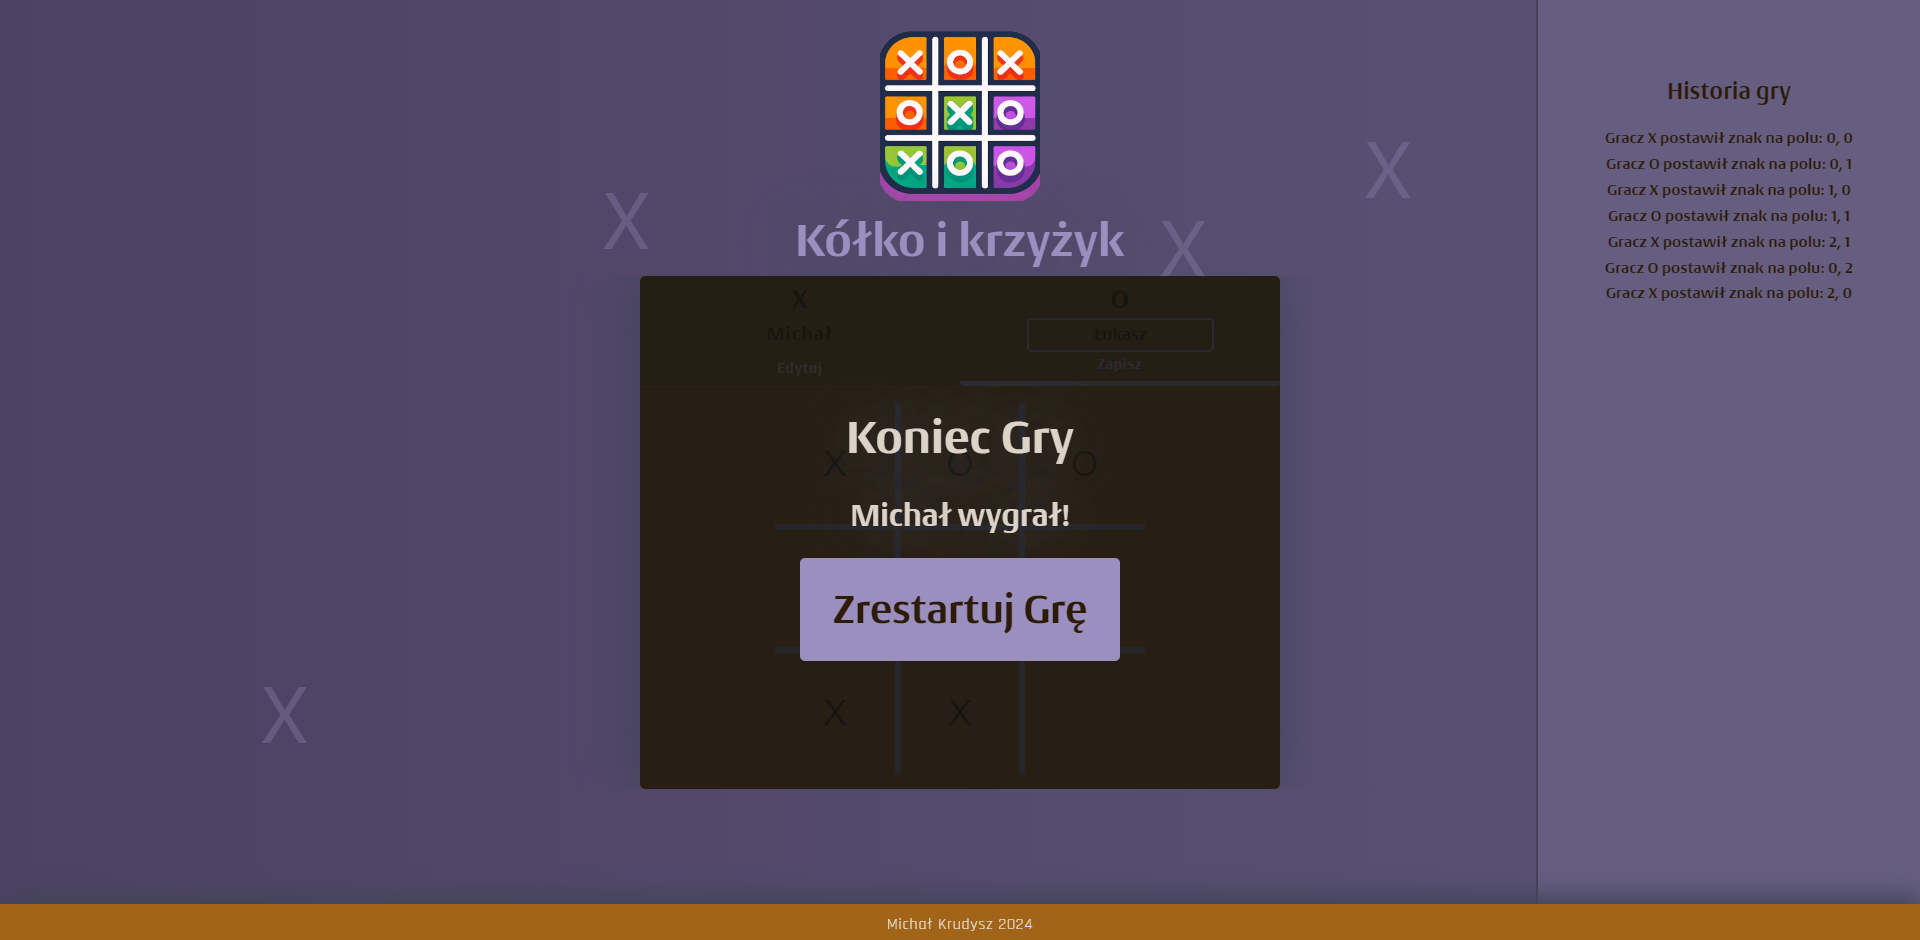 Kółko i krzyżyk
X
O
Michał
Łukasz
Edytuj
Zapisz
Koniec Gry
X
O
O
Michał wygrał!
Zrestartuj Grę
X
X
Historia gry
Gracz X postawił znak na polu: 0, 0
Gracz O postawił znak na polu: 0, 1
Gracz X postawił znak na polu: 1, 0
Gracz O postawił znak na polu: 1, 1
Gracz X postawił znak na polu: 2, 1
Gracz O postawił znak na polu: 0, 2
Gracz X postawił znak na polu: 2, 0
Michał Krudysz 2024